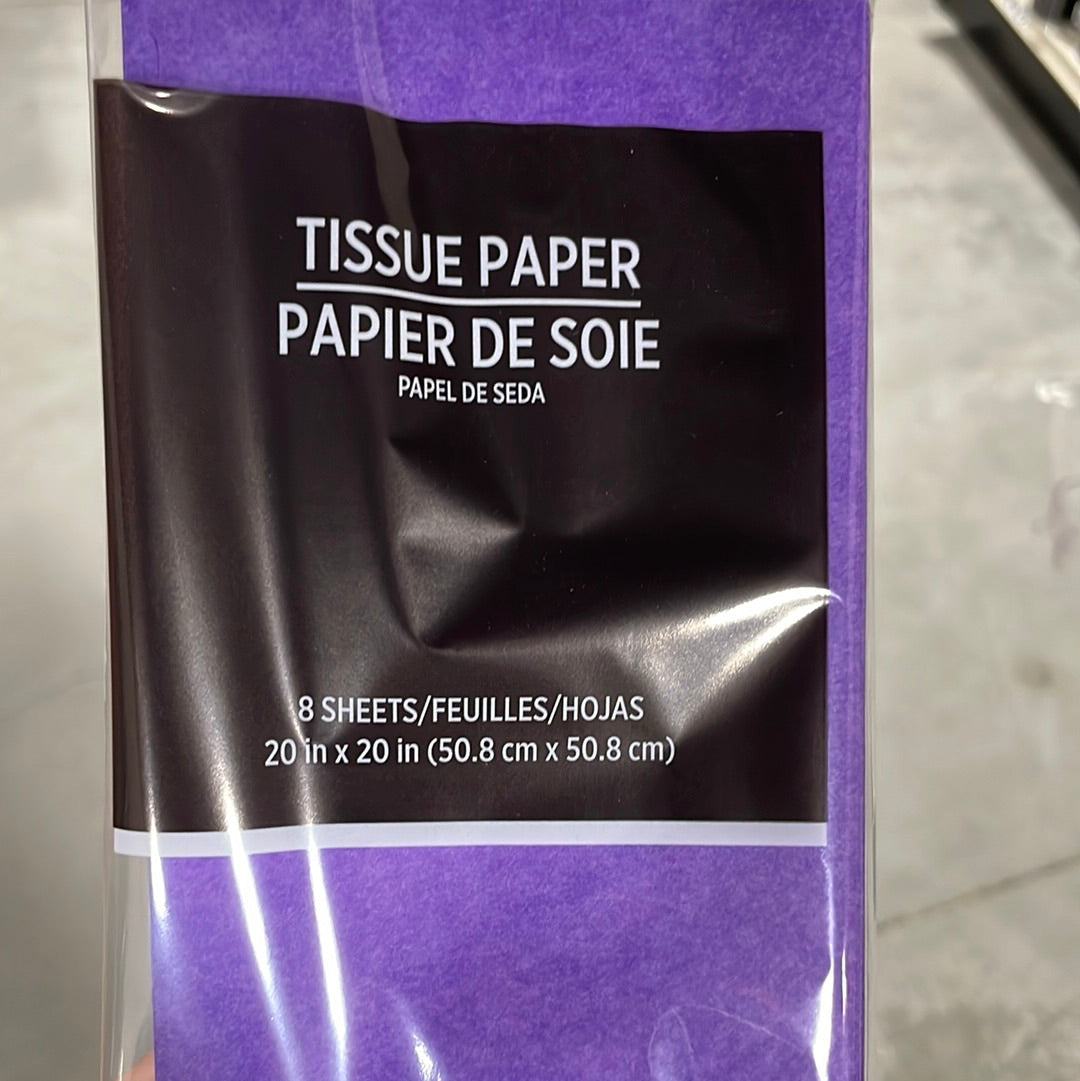 TISSUE PAPER
PAPIER DE SOIE
PAPEL DE SEDA
8 SHEETS/FEUILLES/HOJAS
20 in x 20 in (50.8 cm x 50.8 cm)